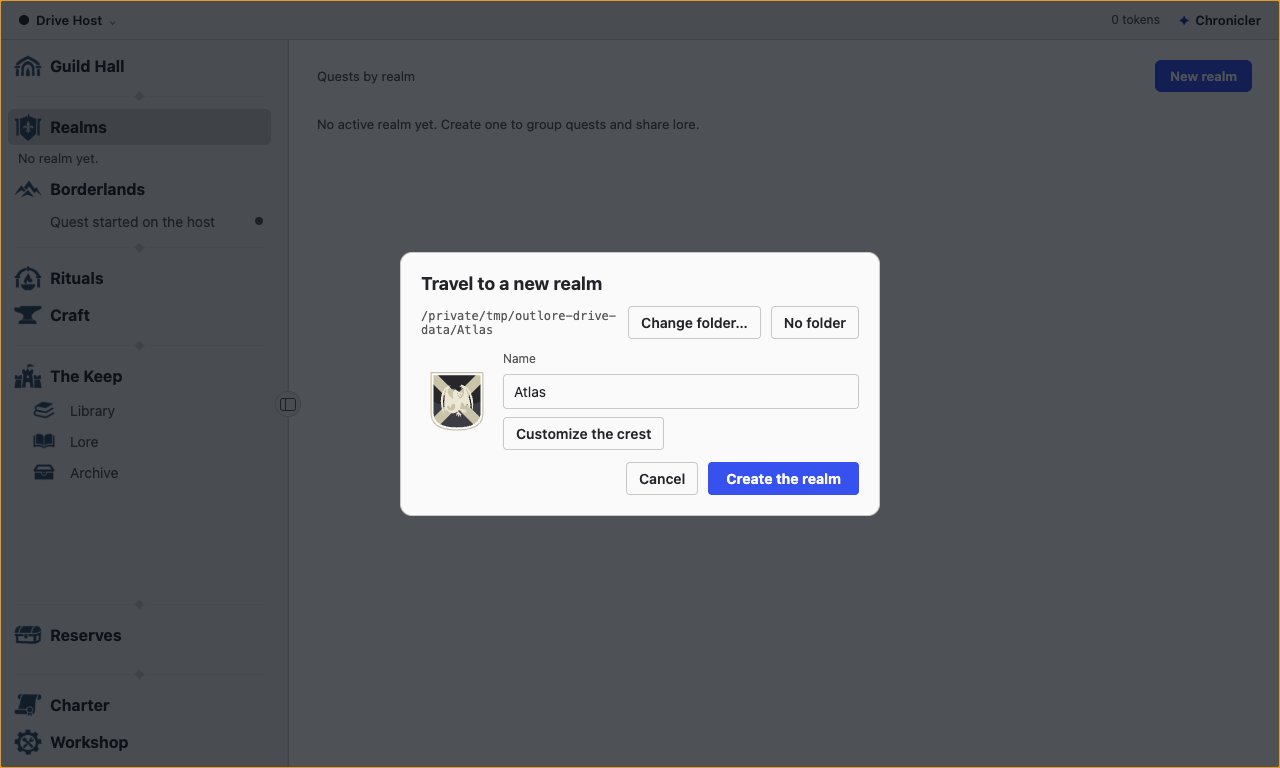 Drive Host
0 tokens
Chronicler
Guild Hall
Realms
No realm yet.
Borderlands
Quest started on the host
Rituals
Craft
The Keep
Library
Lore
Archive
Reserves
Charter
Workshop
Quests by realm
New realm
No active realm yet. Create one to group quests and share lore.
Travel to a new realm
/private/tmp/outlore-drive-
data/Atlas
Change folder...
No folder
Name
Atlas
Customize the crest
Cancel
Create the realm